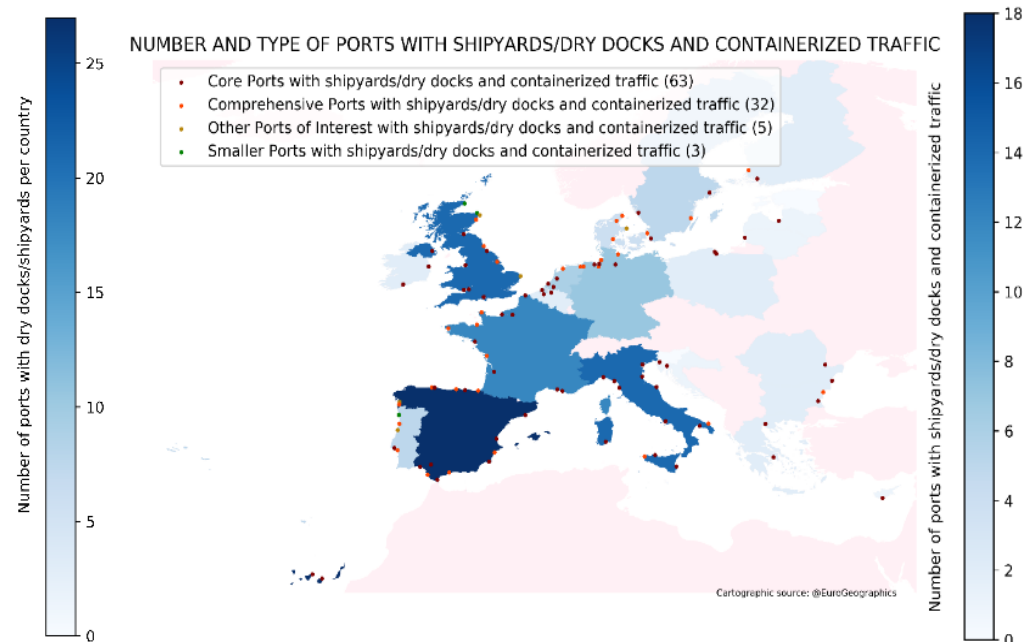 NUMBER AND TYPE OF PORTS WITH SHIPYARDS/DRY DOCKS AND CONTAINERIZED TRAFFIC
Core Ports with shipyards/dry docks and containerized traffic (63)
Comprehensive Ports with shipyards/dry docks and containerized traffic (32)
Other Ports of Interest with shipyards/dry docks and containerized traffic (5)
Smaller Ports with shipyards/dry docks and containerized traffic (3)
Number of ports with dry docks/shipyards per country
25
20
15
10
5
0
Number of ports with shipyards/dry docks and containerized traffic
18
16
14
12
10
8
6
4
2
0
Cartographic source: @EuroGeographics